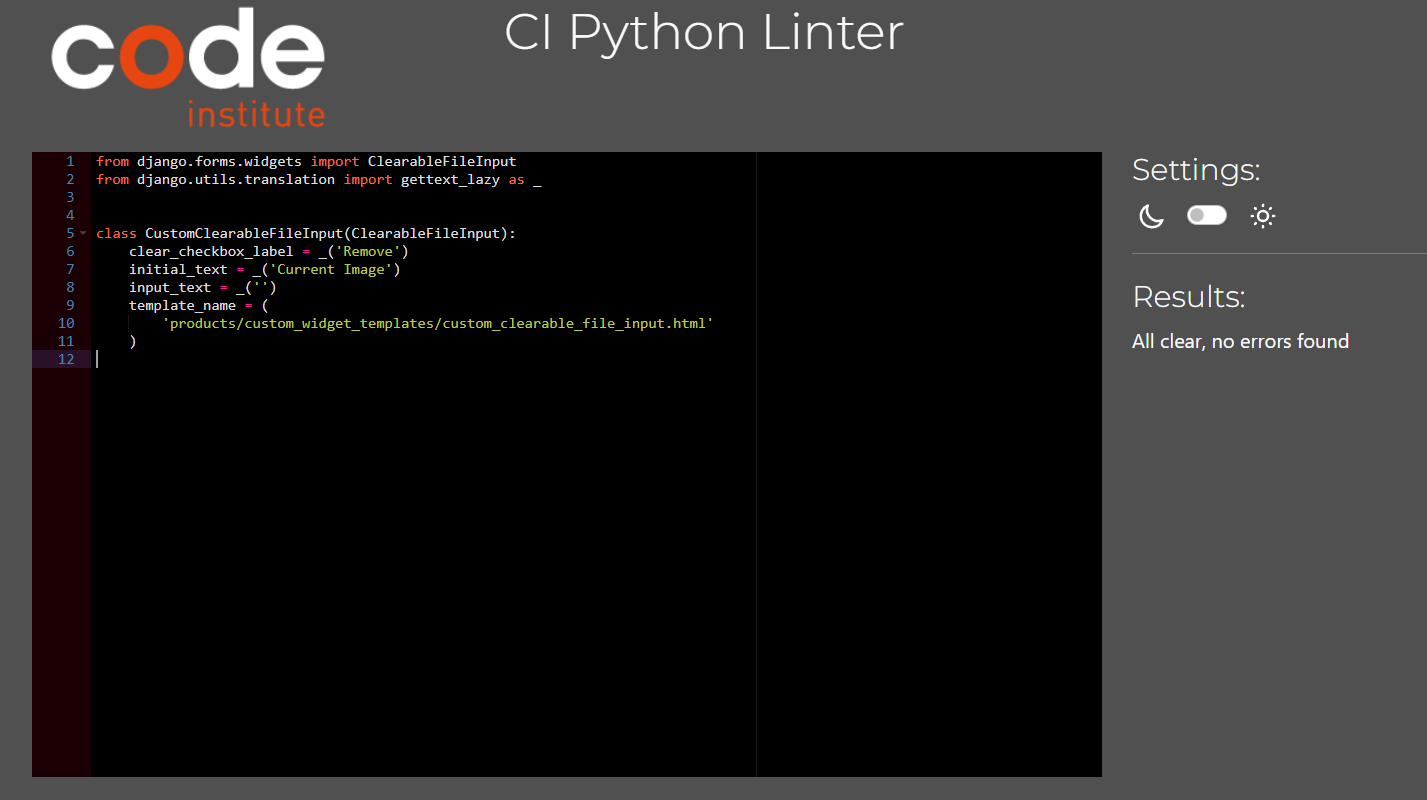 code
institute
CI Python Linter
1 from django.forms.widgets import ClearableFileInput
2 from django.utils.translation import gettext_lazy as _
3
4
5 class CustomClearableFileInput(ClearableFileInput):
6     clear_checkbox_label = _('Remove')
7     initial_text = _('Current Image')
8     input_text = _('')
9     template_name = (
10         'products/custom_widget_templates/custom_clearable_file_input.html'
11     )
12
Settings:
Results:
All clear, no errors found